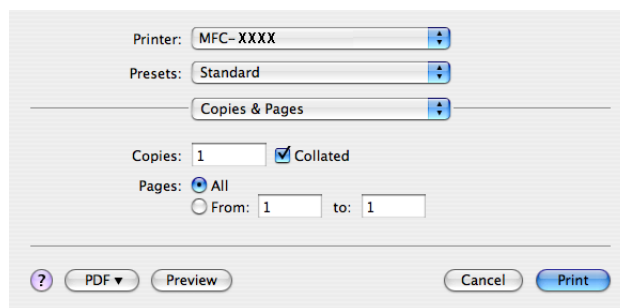 Printer: MFC-XXXX
Presets: Standard
Copies & Pages
Copies: 1 Collated
Pages: All
From: 1 to: 1
? PDF ▼ Preview Cancel Print